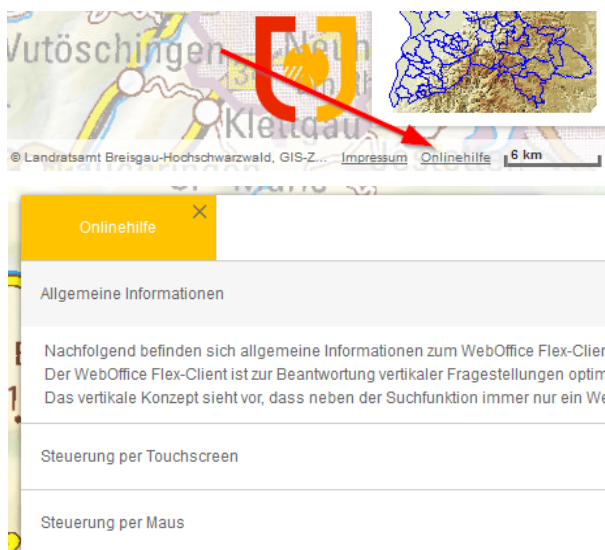 Wutöschingen
Klettgau
© Landratsamt Breisgau-Hochschwarzwald, GIS-Z... Impressum Onlinehilfe 6 km
Onlinehilfe
Allgemeine Informationen
Nachfolgend befinden sich allgemeine Informationen zum WebOffice Flex-Clien
Der WebOffice Flex-Client ist zur Beantwortung vertikaler Fragestellungen optim
Das vertikale Konzept sieht vor, dass neben der Suchfunktion immer nur ein We
Steuerung per Touchscreen
Steuerung per Maus